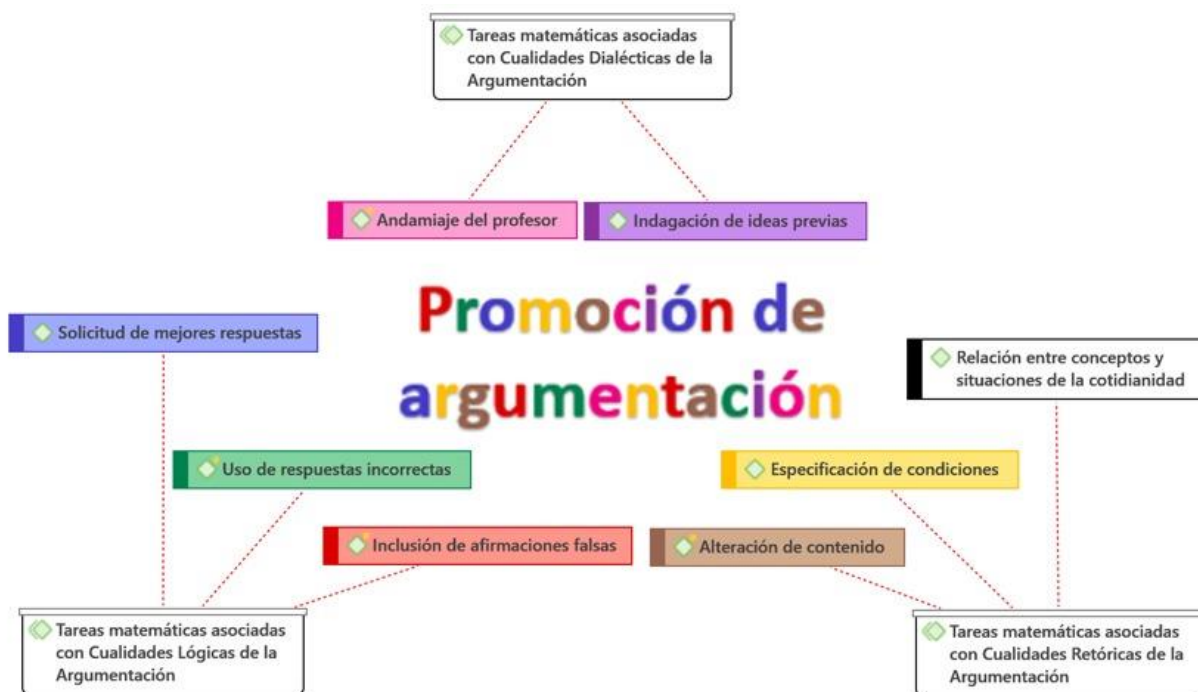 Tareas matemáticas asociadas
con Cualidades Dialécticas de la
Argumentación
Andamiaje del profesor
Indagación de ideas previas
Promoción de
argumentación
Solicitud de mejores respuestas
Relación entre conceptos y
situaciones de la cotidianidad
Uso de respuestas incorrectas
Especificación de condiciones
Inclusión de afirmaciones falsas
Alteración de contenido
Tareas matemáticas asociadas
con Cualidades Lógicas de la
Argumentación
Tareas matemáticas asociadas
con Cualidades Retóricas de la
Argumentación